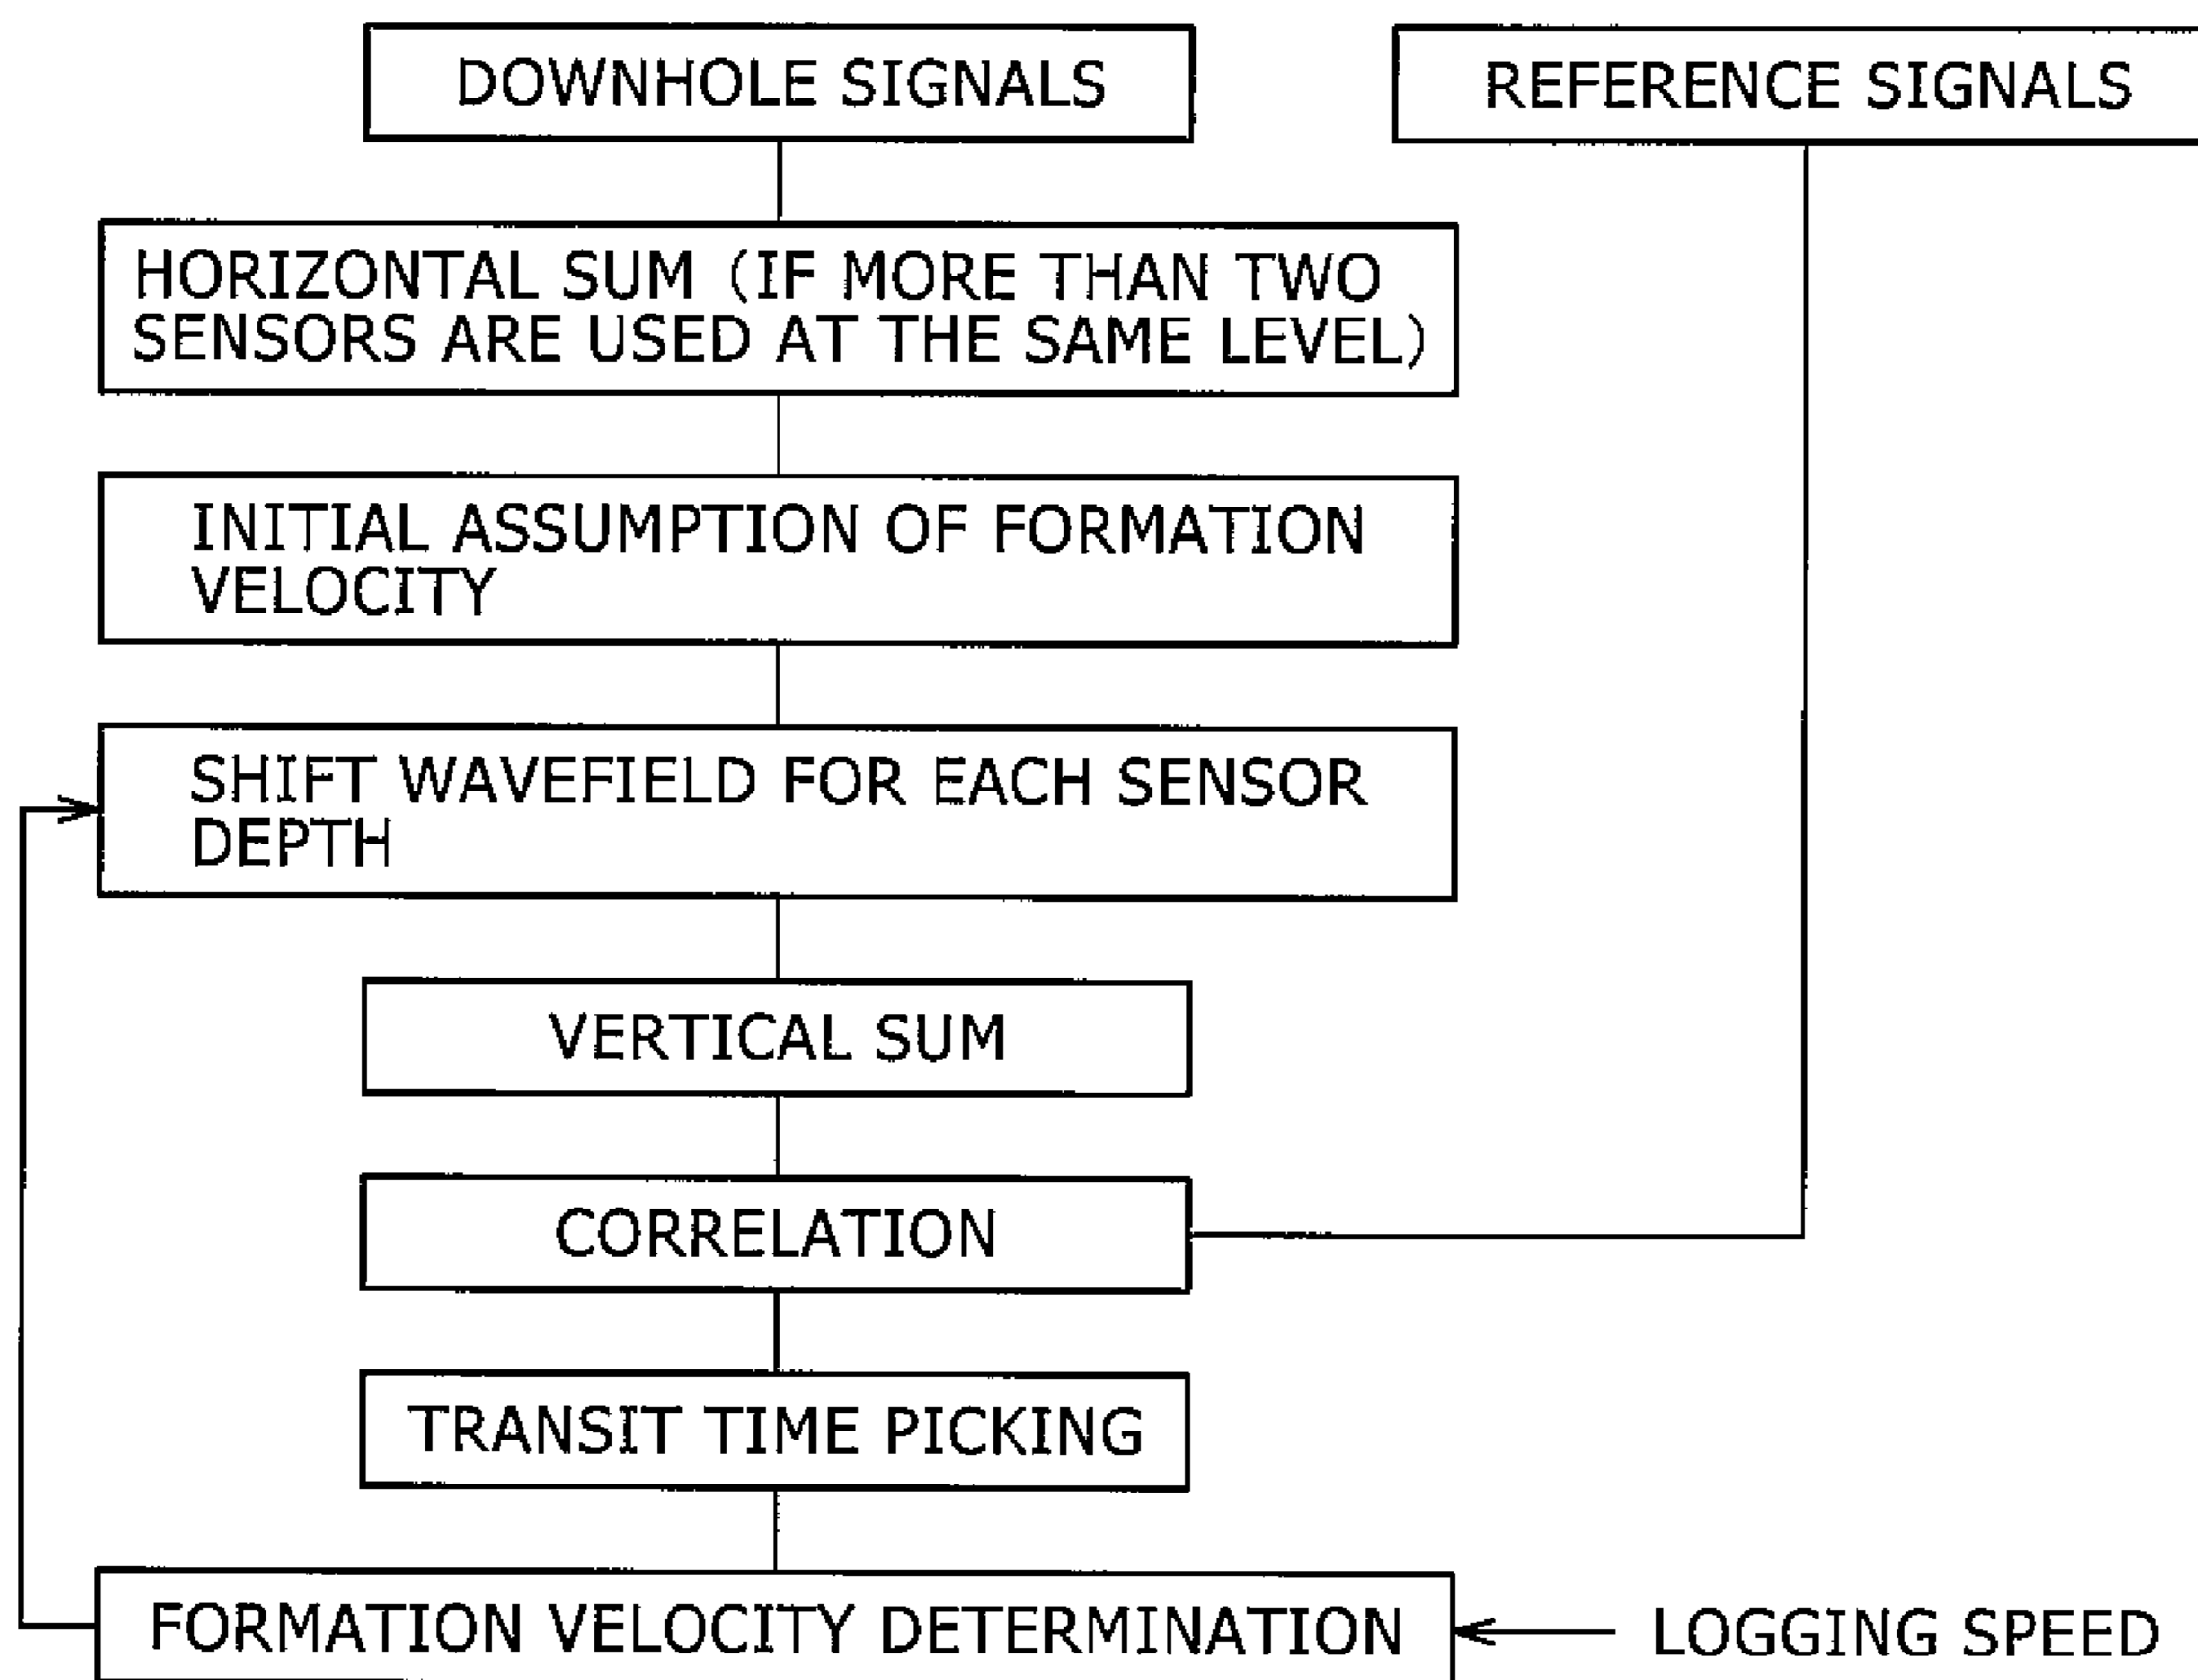 DOWNHOLE SIGNALS
REFERENCE SIGNALS
HORIZONTAL SUM (IF MORE THAN TWO
SENSORS ARE USED AT THE SAME LEVEL)
INITIAL ASSUMPTION OF FORMATION
VELOCITY
SHIFT WAVEFIELD FOR EACH SENSOR
DEPTH
VERTICAL SUM
CORRELATION
TRANSIT TIME PICKING
FORMATION VELOCITY DETERMINATION
LOGGING SPEED